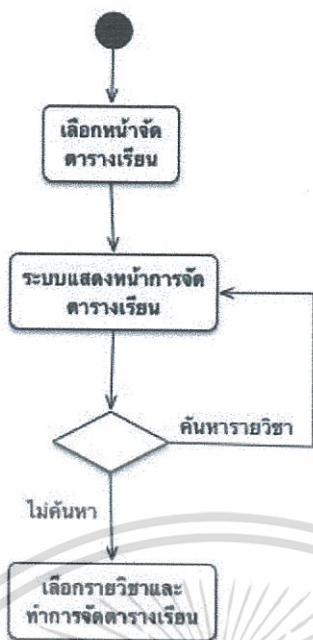 เลือกหน้าจัด
ตารางเรียน
ระบบแสดงหน้าการจัด
ตารางเรียน
ค้นหารายวิชา
ไม่ค้นหา
เลือกรายวิชาและ
ทำการจัดตารางเรียน